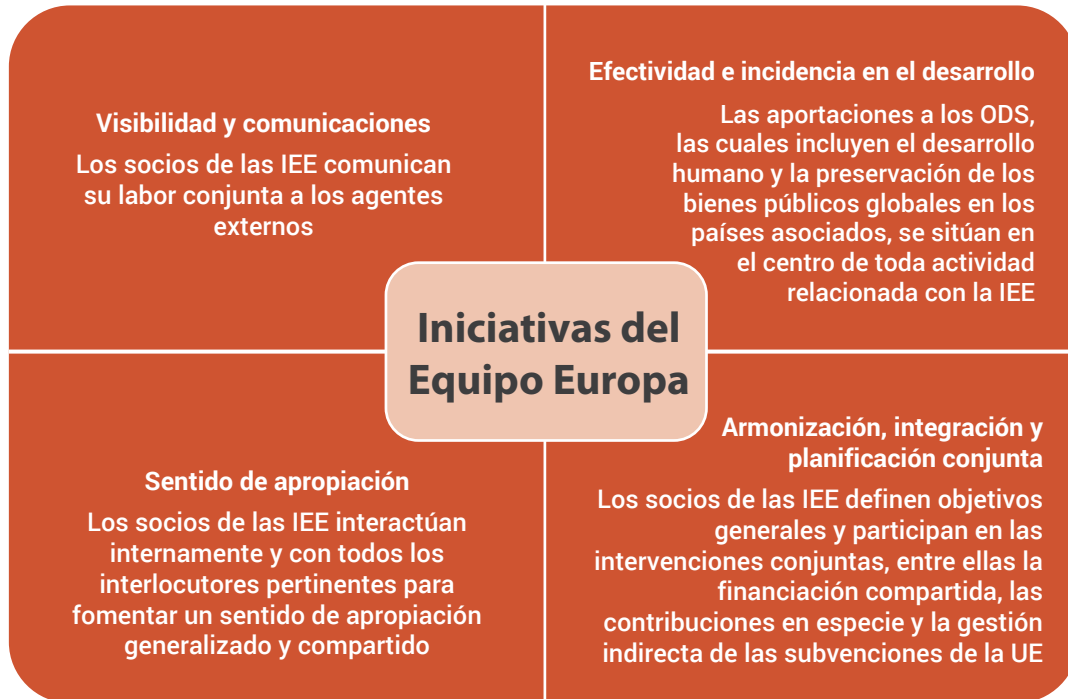 Visibilidad y comunicaciones
Los socios de las IEE comunican
su labor conjunta a los agentes
externos
Efectividad e incidencia en el desarrollo
Las aportaciones a los ODS,
las cuales incluyen el desarrollo
humano y la preservación de los
bienes públicos globales en los
países asociados, se sitúan en
el centro de toda actividad
relacionada con la IEE
Iniciativas del
Equipo Europa
Sentido de apropiación
Los socios de las IEE interactúan
internamente y con todos los
interlocutores pertinentes para
fomentar un sentido de apropiación
generalizado y compartido
Armonización, integración y
planificación conjunta
Los socios de las IEE definen objetivos
generales y participan en las
intervenciones conjuntas, entre ellas la
financiación compartida, las
contribuciones en especie y la gestión
indirecta de las subvenciones de la UE